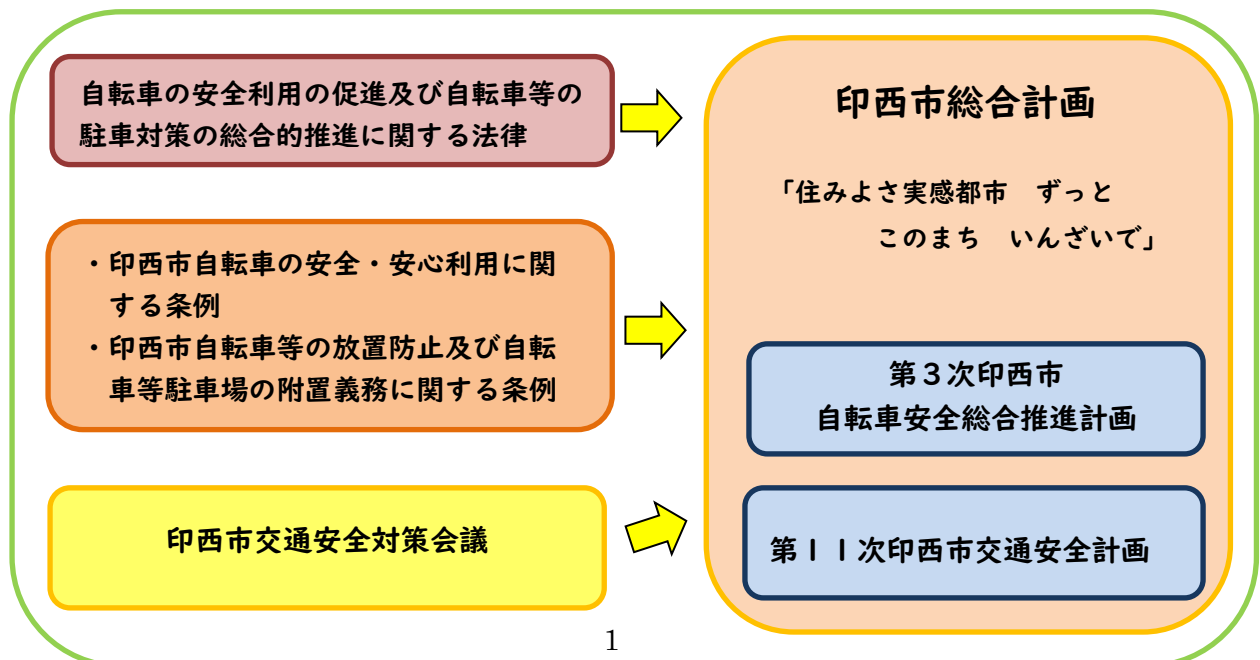 自転車の安全利用の促進及び自転車等の
駐車対策の総合的推進に関する法律
・印西市自転車の安全・安心利用に関
する条例
・印西市自転車等の放置防止及び自転
車等駐車場の附置義務に関する条例
印西市交通安全対策会議
印西市総合計画
「住みよさ実感都市　ずっと
このまち　いんざいで」
第３次印西市
自転車安全総合推進計画
第１１次印西市交通安全計画
1